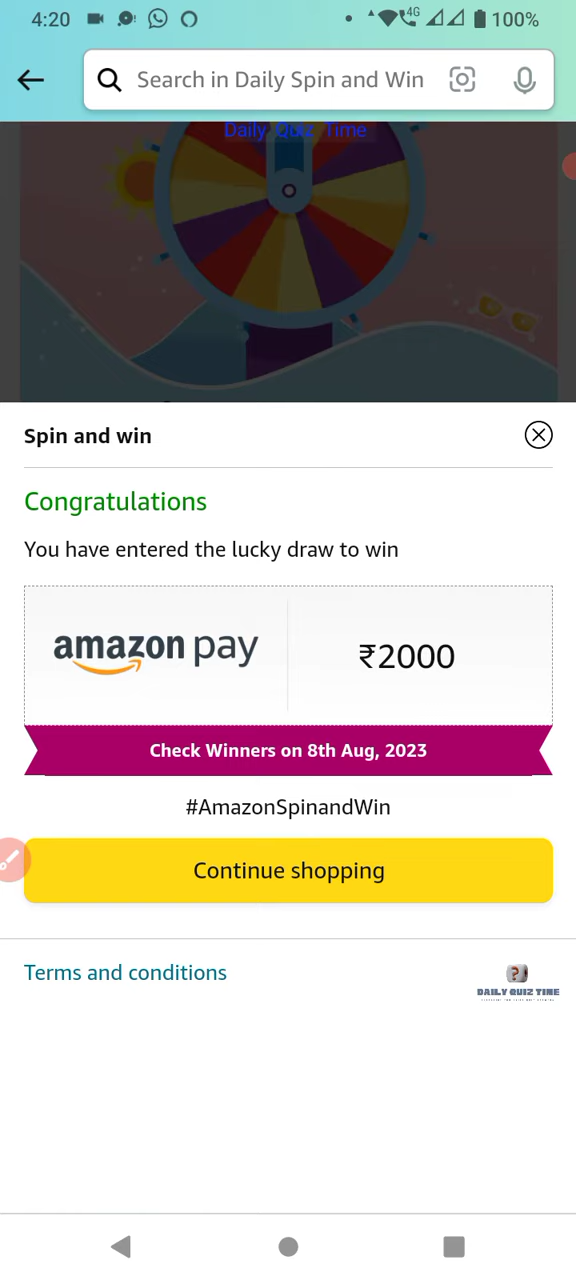 4:20
4G
100%
Search in Daily Spin and Win
Daily Quiz Time
Spin and win
Congratulations
You have entered the lucky draw to win
amazon pay
₹2000
Check Winners on 8th Aug, 2023
#AmazonSpinandWin
Continue shopping
Terms and conditions
?
DAILY QUIZ TIME